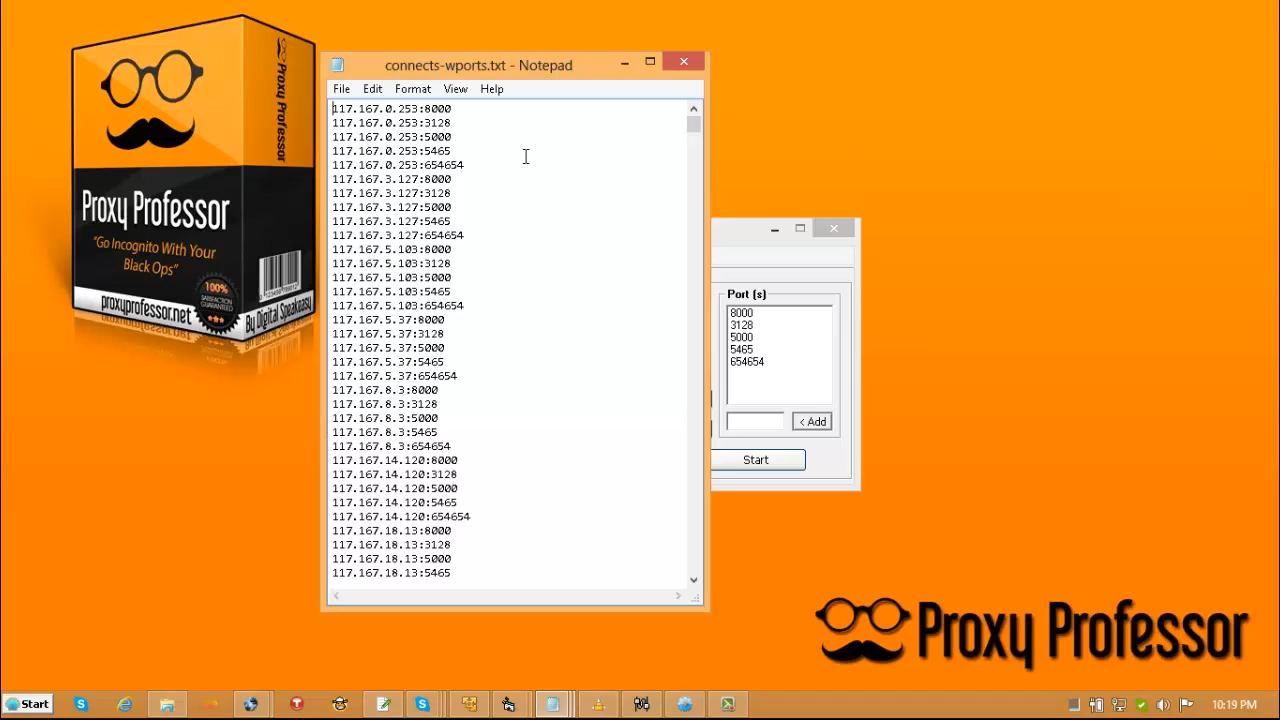 Proxy Professor
Proxy Professor
"Go Incognito With Your
Black Ops"
100%
SATISFACTION
GUARANTEED
proxyprofessor.net
By Digital Speakeasy
connects-wports.txt - Notepad
File Edit Format View Help
117.167.0.253:8000
117.167.0.253:3128
117.167.0.253:5000
117.167.0.253:5465
117.167.0.253:654654
117.167.3.127:8000
117.167.3.127:3128
117.167.3.127:5000
117.167.3.127:5465
117.167.3.127:654654
117.167.5.103:8000
117.167.5.103:3128
117.167.5.103:5000
117.167.5.103:5465
117.167.5.103:654654
117.167.5.37:8000
117.167.5.37:3128
117.167.5.37:5000
117.167.5.37:5465
117.167.5.37:654654
117.167.8.3:8000
117.167.8.3:3128
117.167.8.3:5000
117.167.8.3:5465
117.167.8.3:654654
117.167.14.120:8000
117.167.14.120:3128
117.167.14.120:5000
117.167.14.120:5465
117.167.14.120:654654
117.167.18.13:8000
117.167.18.13:3128
117.167.18.13:5000
117.167.18.13:5465
Port (s)
8000
3128
5000
5465
654654
< Add
Start
Proxy Professor
Start
10:19 PM